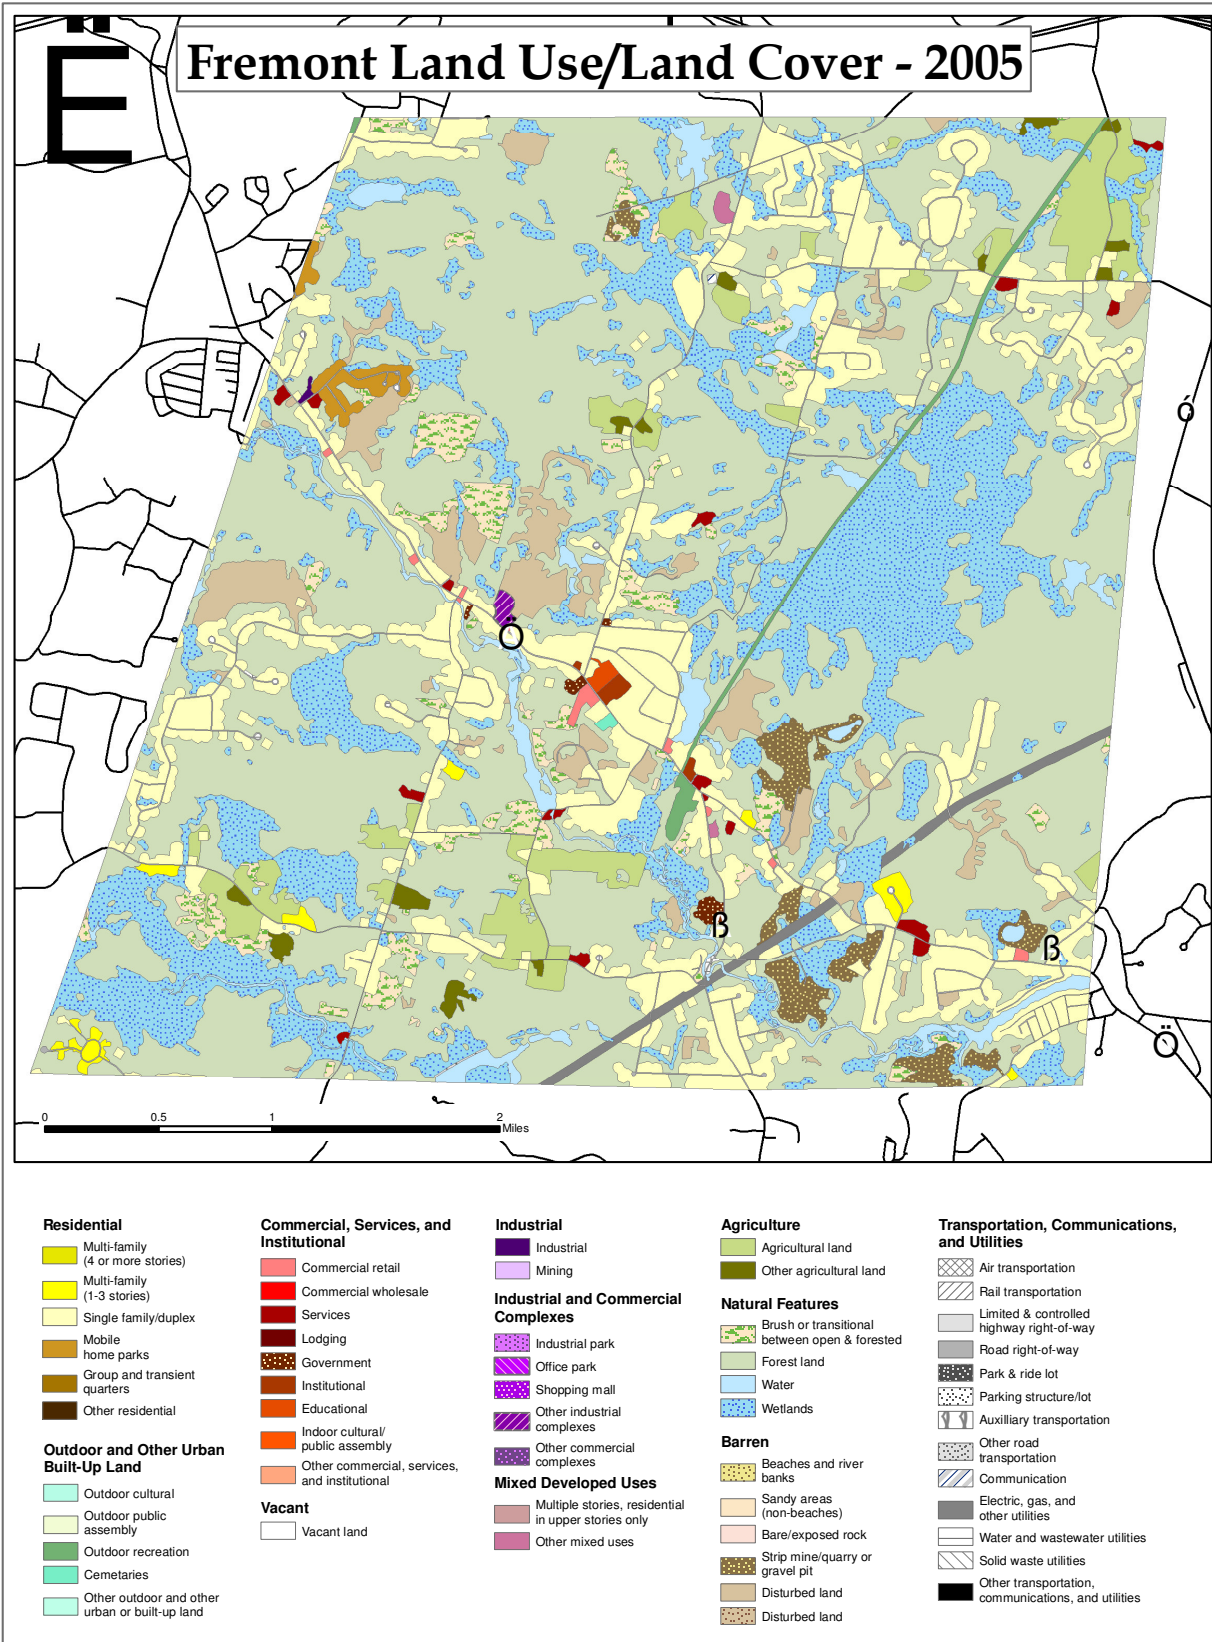 Ë
Fremont Land Use/Land Cover - 2005
ó
Ö
ß
ß
Ö
0
0.5
1
2
Miles
Residential
Multi-family
(4 or more stories)
Multi-family
(1-3 stories)
Single family/duplex
Mobile
home parks
Group and transient
quarters
Other residential
Outdoor and Other Urban
Built-Up Land
Outdoor cultural
Outdoor public
assembly
Outdoor recreation
Cemetaries
Other outdoor and other
urban or built-up land
Commercial, Services, and
Institutional
Commercial retail
Commercial wholesale
Services
Lodging
Government
Institutional
Educational
Indoor cultural/
public assembly
Other commercial, services,
and institutional
Vacant
Vacant land
Industrial
Industrial
Mining
Industrial and Commercial
Complexes
Industrial park
Office park
Shopping mall
Other industrial
complexes
Other commercial
complexes
Mixed Developed Uses
Multiple stories, residential
in upper stories only
Other mixed uses
Agriculture
Agricultural land
Other agricultural land
Natural Features
Brush or transitional
between open & forested
Forest land
Water
Wetlands
Barren
Beaches and river
banks
Sandy areas
(non-beaches)
Bare/exposed rock
Strip mine/quarry or
gravel pit
Disturbed land
Disturbed land
Transportation, Communications,
and Utilities
Air transportation
Rail transportation
Limited & controlled
highway right-of-way
Road right-of-way
Park & ride lot
Parking structure/lot
Auxilliary transportation
Other road
transportation
Communication
Electric, gas, and
other utilities
Water and wastewater utilities
Solid waste utilities
Other transportation,
communications, and utilities